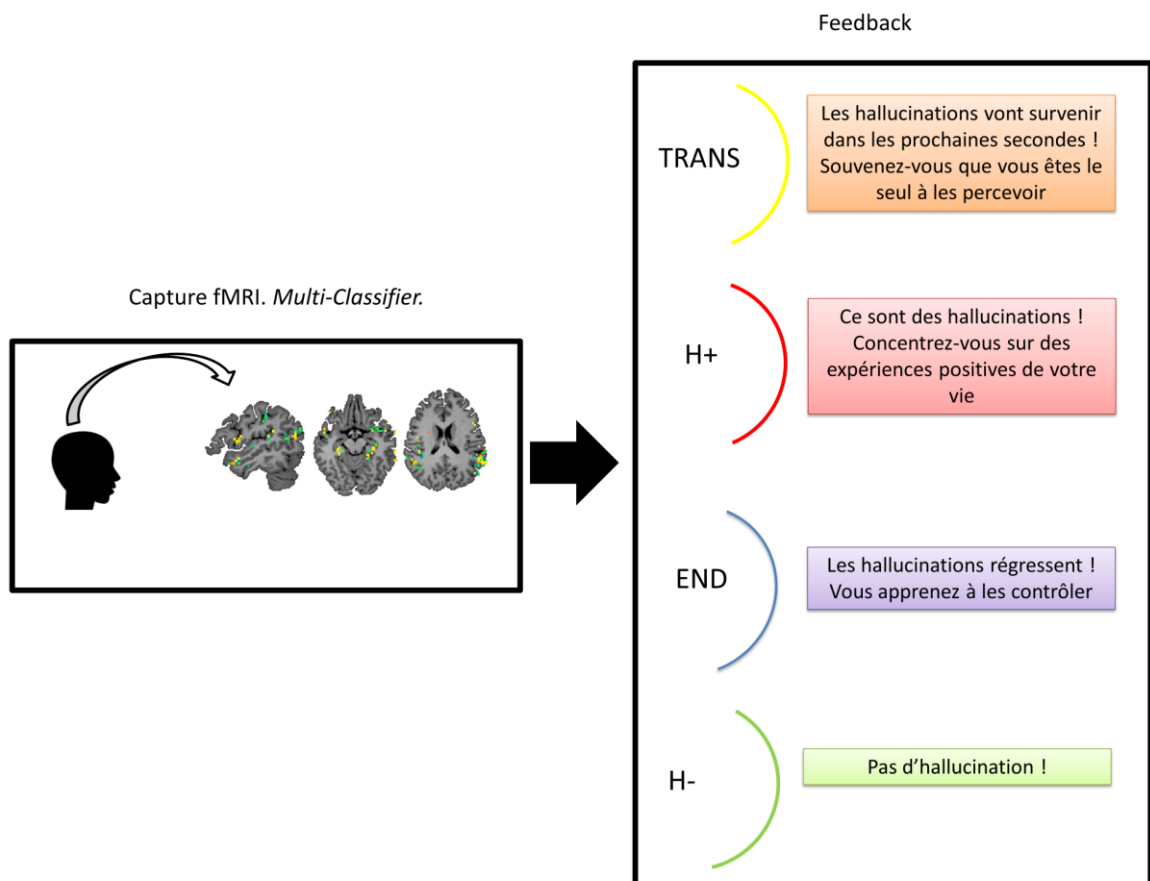 Feedback
Capture fMRI. Multi-Classifier.
TRANS
Les hallucinations vont survenir
dans les prochaines secondes !
Souvenez-vous que vous êtes le
seul à les percevoir
H+
Ce sont des hallucinations !
Concentrez-vous sur des
expériences positives de votre
vie
END
Les hallucinations régressent !
Vous apprenez à les contrôler
H-
Pas d’hallucination !